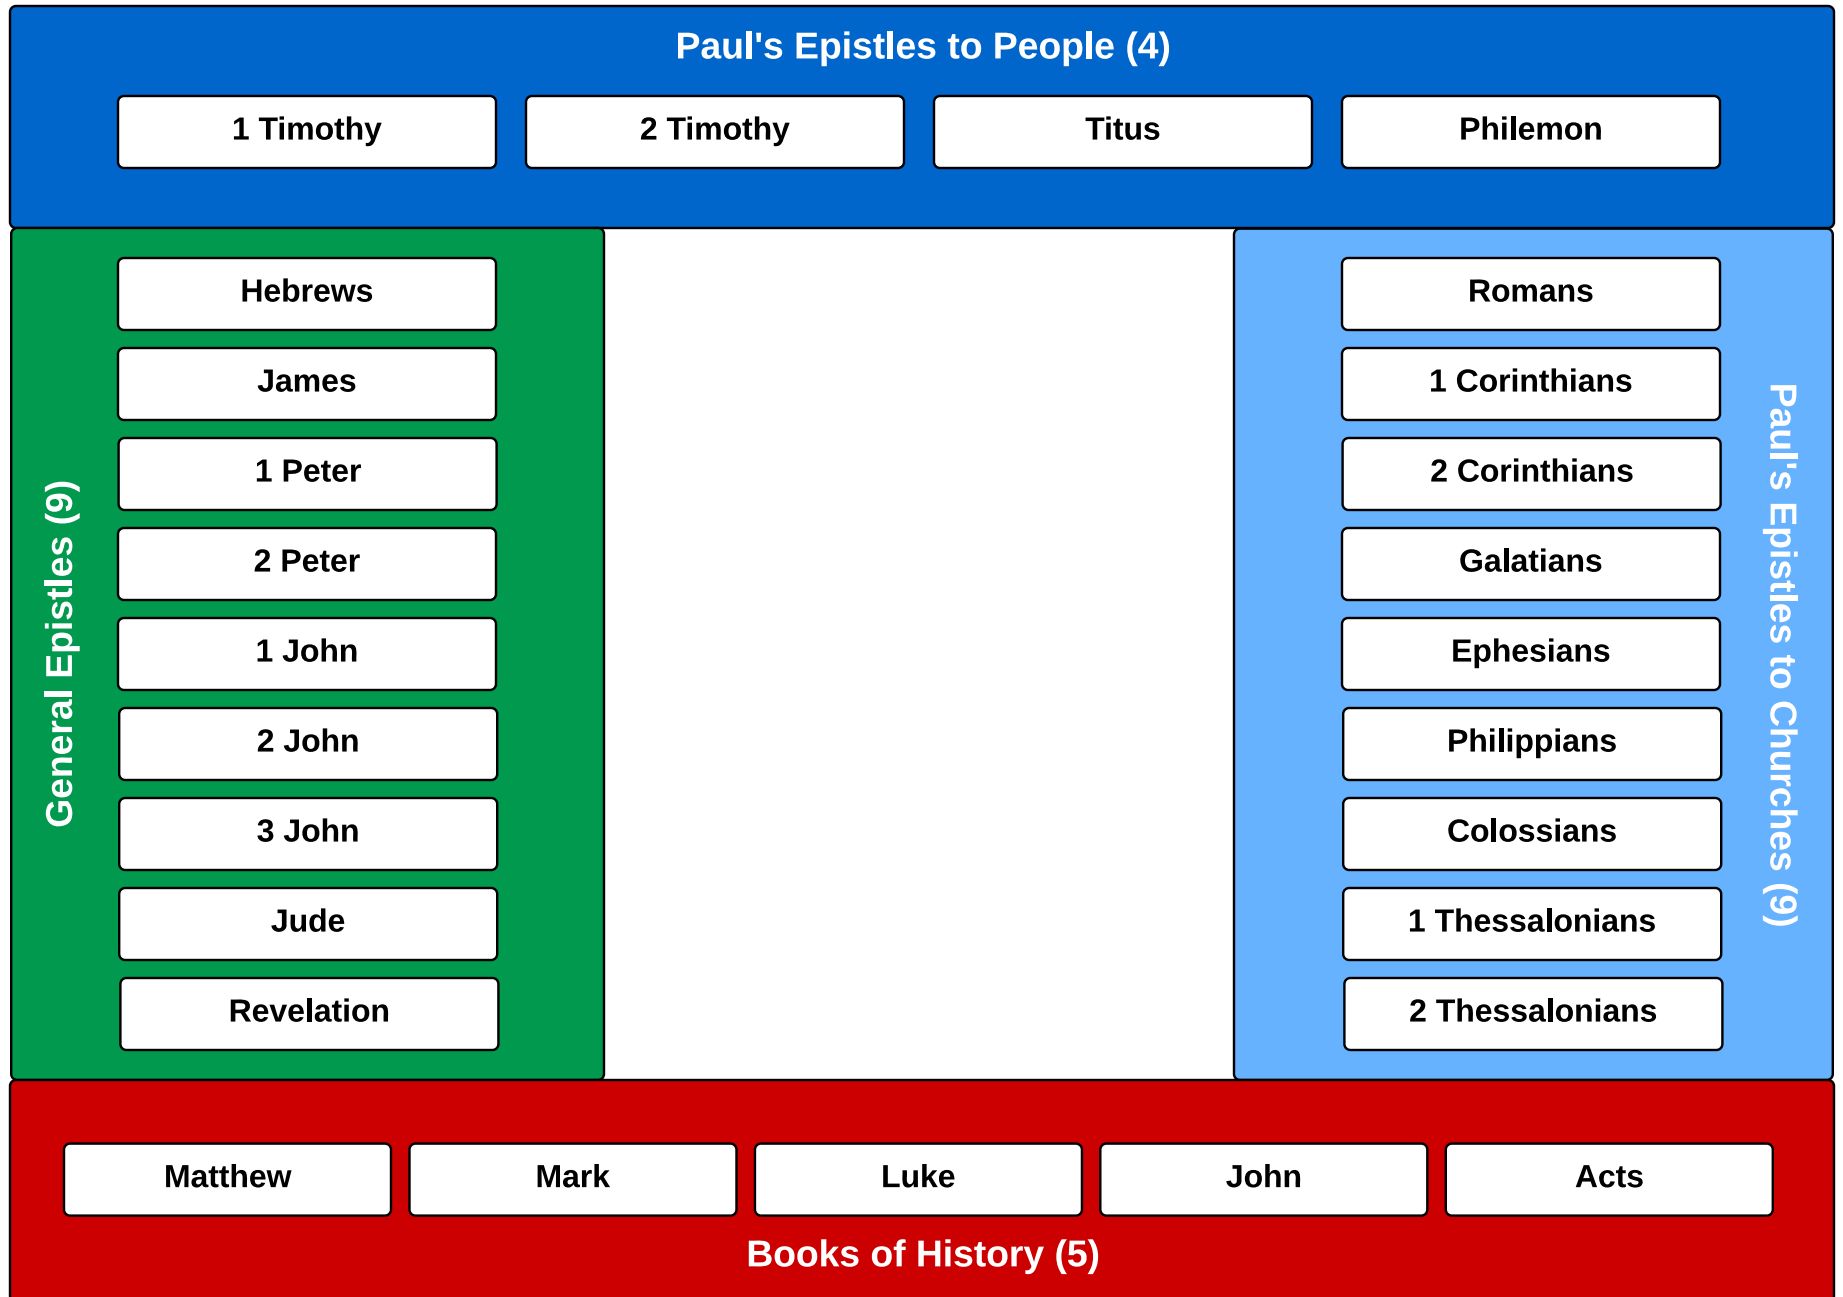 Paul's Epistles to People (4)
1 Timothy
2 Timothy
Titus
Philemon
General Epistles (9)
Hebrews
James
1 Peter
2 Peter
1 John
2 John
3 John
Jude
Revelation
Paul's Epistles to Churches (9)
Romans
1 Corinthians
2 Corinthians
Galatians
Ephesians
Philippians
Colossians
1 Thessalonians
2 Thessalonians
Matthew
Mark
Luke
John
Acts
Books of History (5)